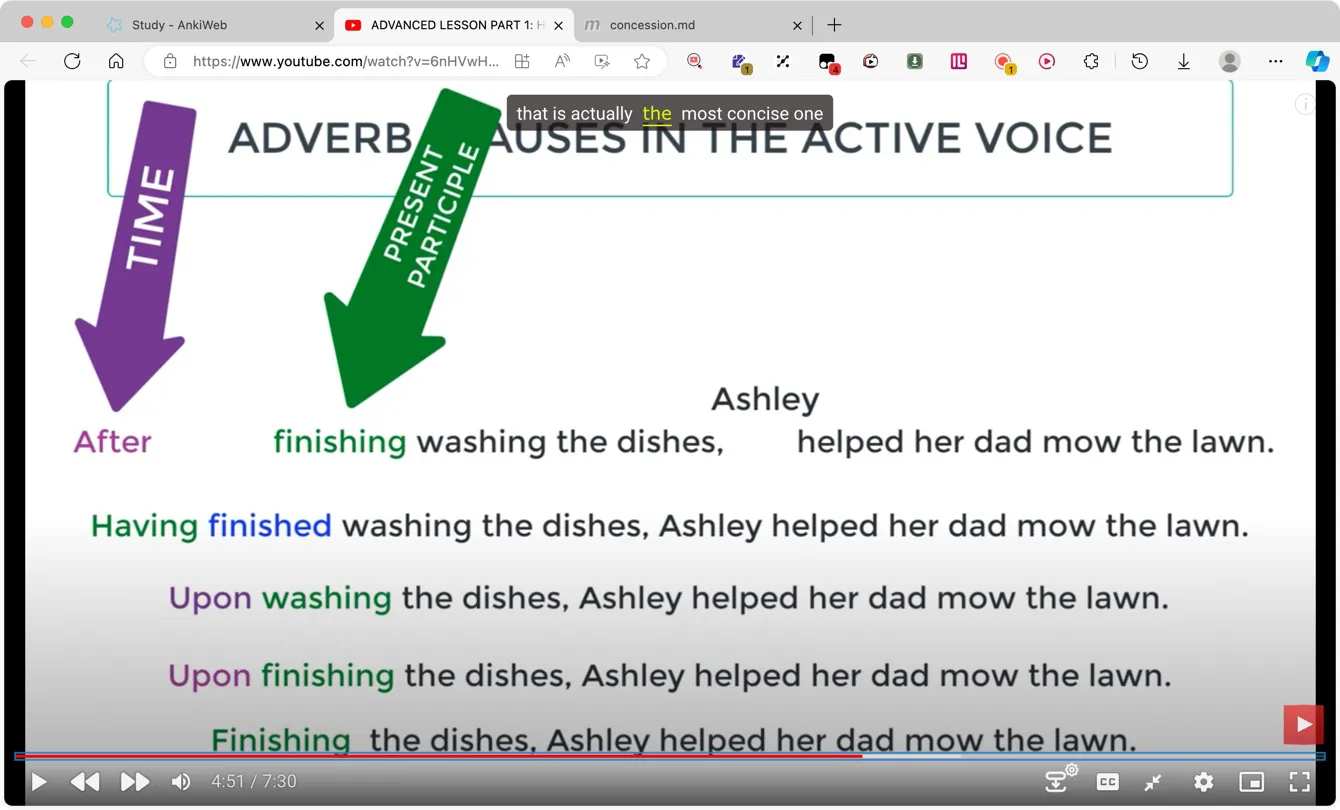 Study - AnkiWeb
ADVANCED LESSON PART 1: H
concession.md
https://www.youtube.com/watch?v=6nHVwH...
1
4
1
that is actually the most concise one
ADVERB AUSES IN THE ACTIVE VOICE
TIME
PRESENT
PARTICIPLE
Ashley
After finishing washing the dishes, helped her dad mow the lawn.
Having finished washing the dishes, Ashley helped her dad mow the lawn.
Upon washing the dishes, Ashley helped her dad mow the lawn.
Upon finishing the dishes, Ashley helped her dad mow the lawn.
Finishing the dishes, Ashley helped her dad mow the lawn.
4:51 / 7:30
CC